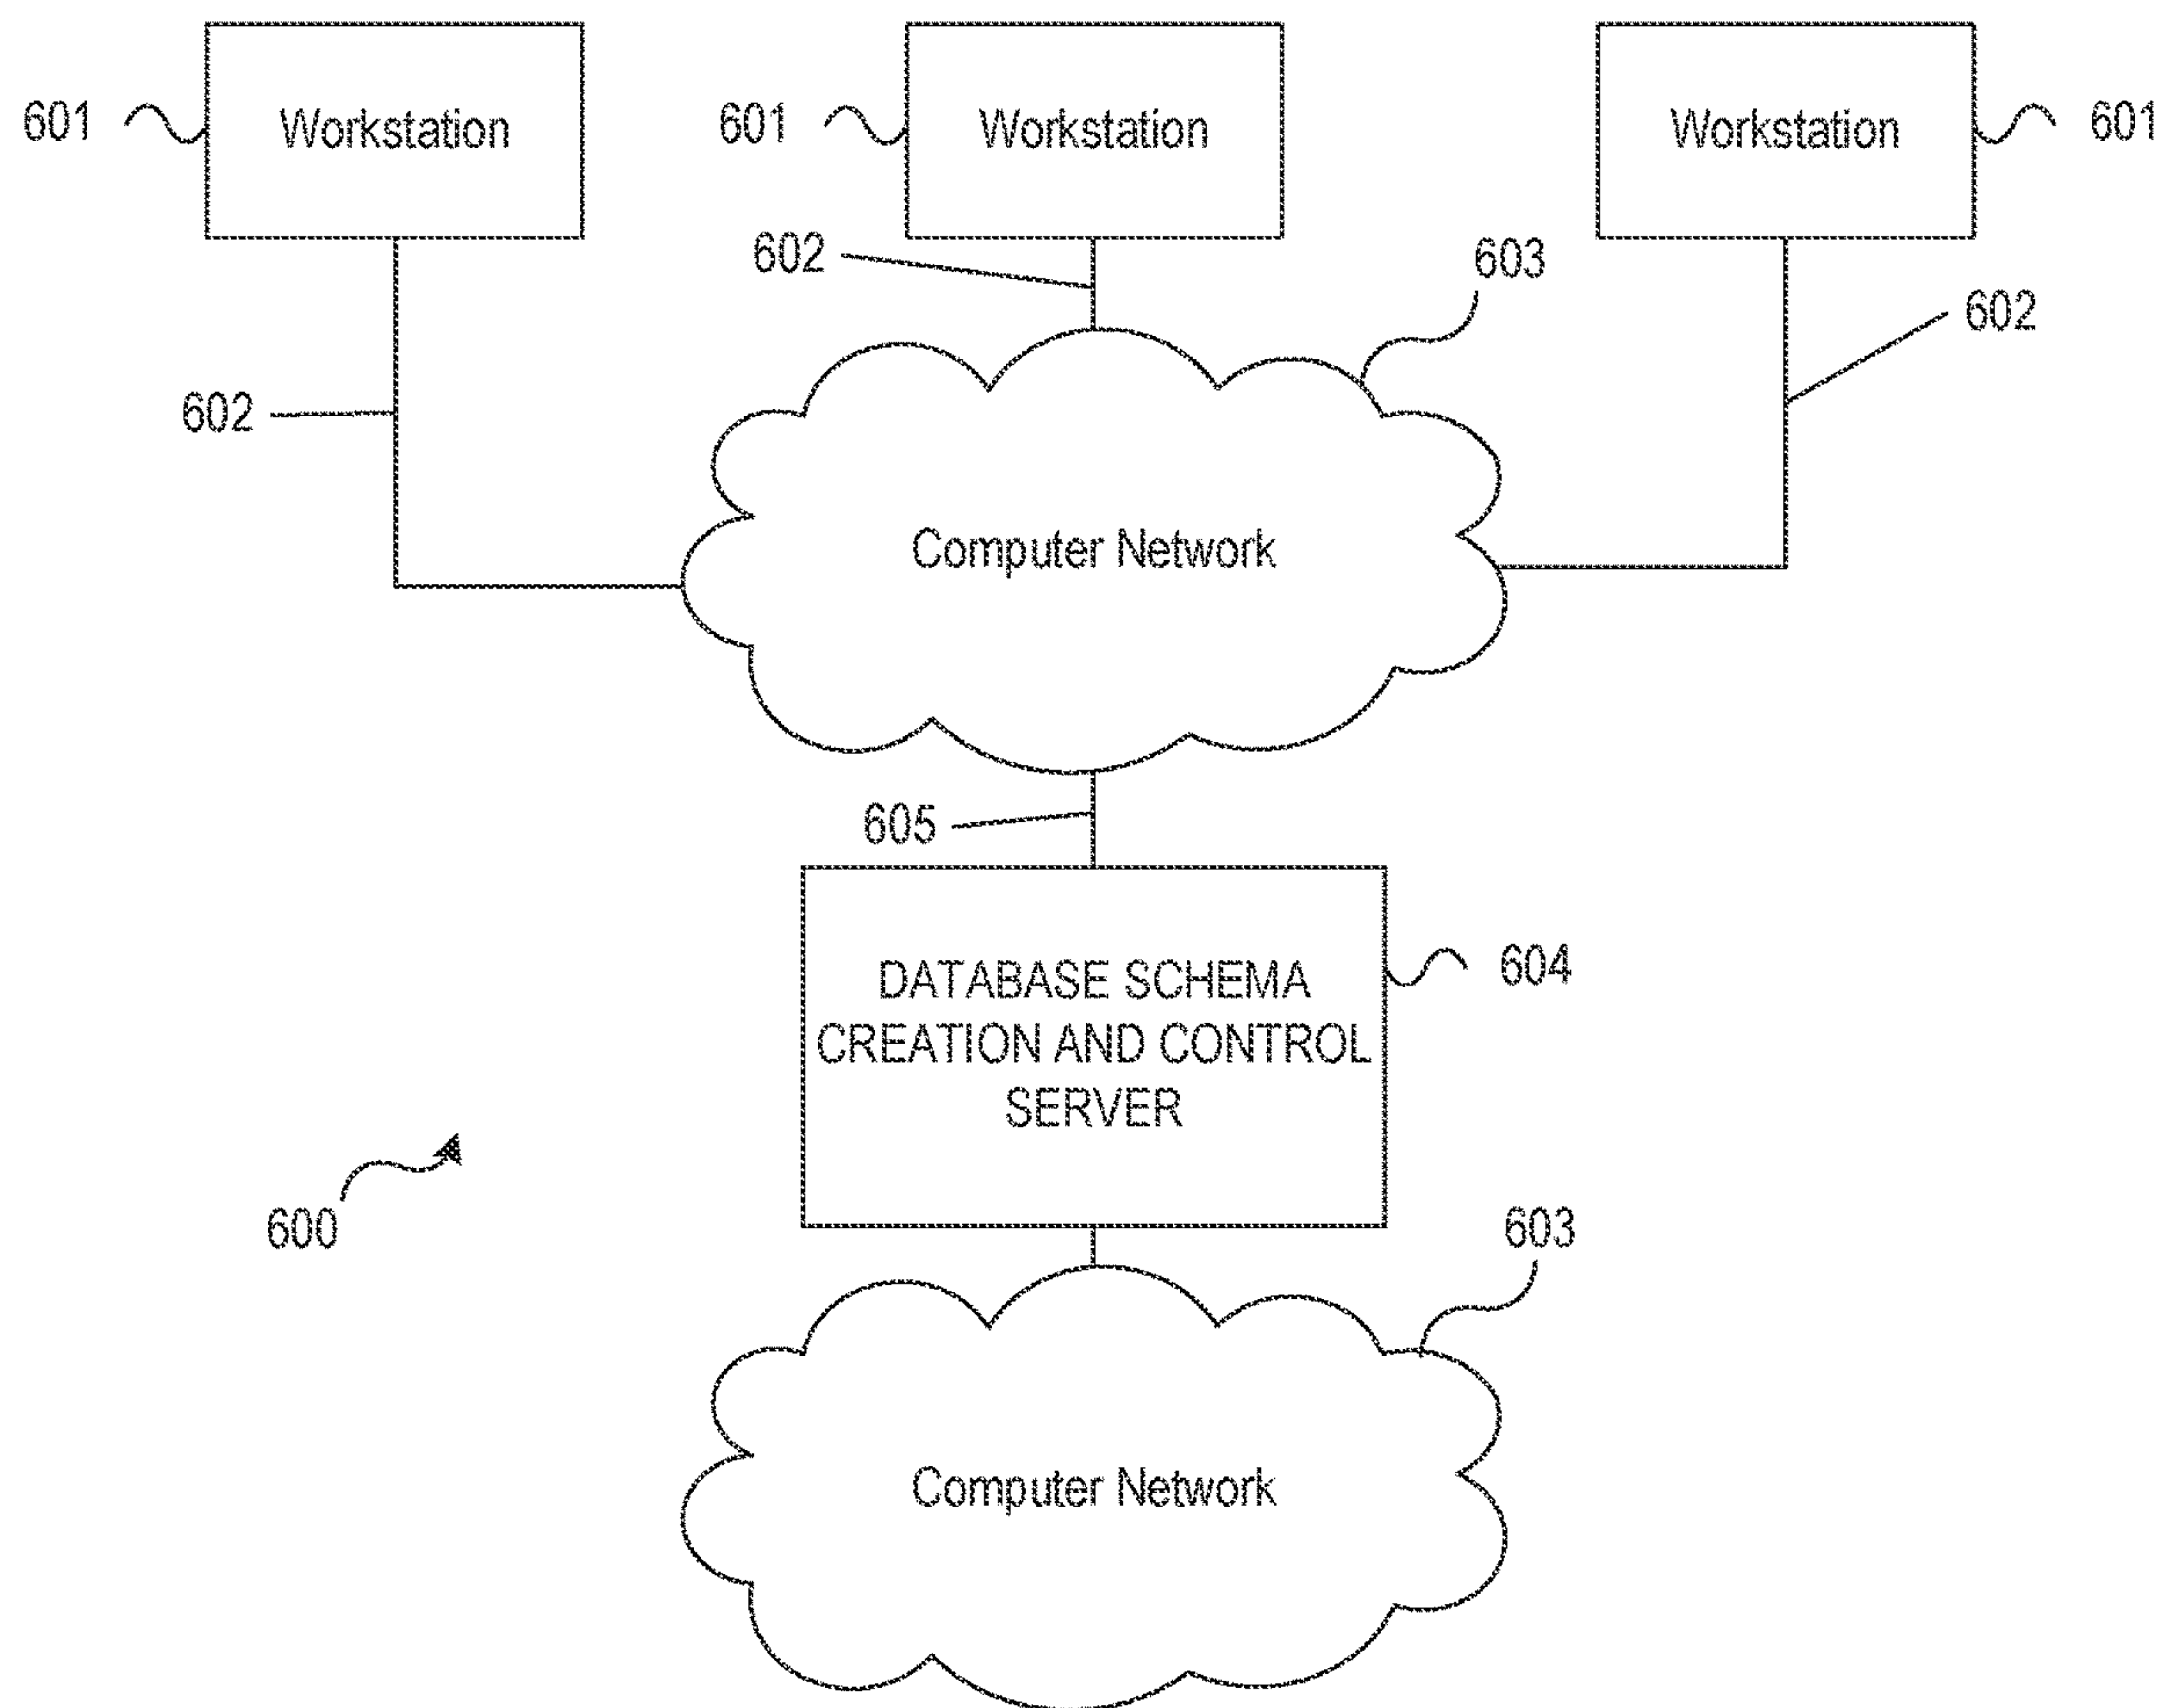 601
Workstation
601
Workstation
Workstation
601
602
603
602
602
Computer Network
605
DATABASE SCHEMA
CREATION AND CONTROL
SERVER
604
600
603
Computer Network